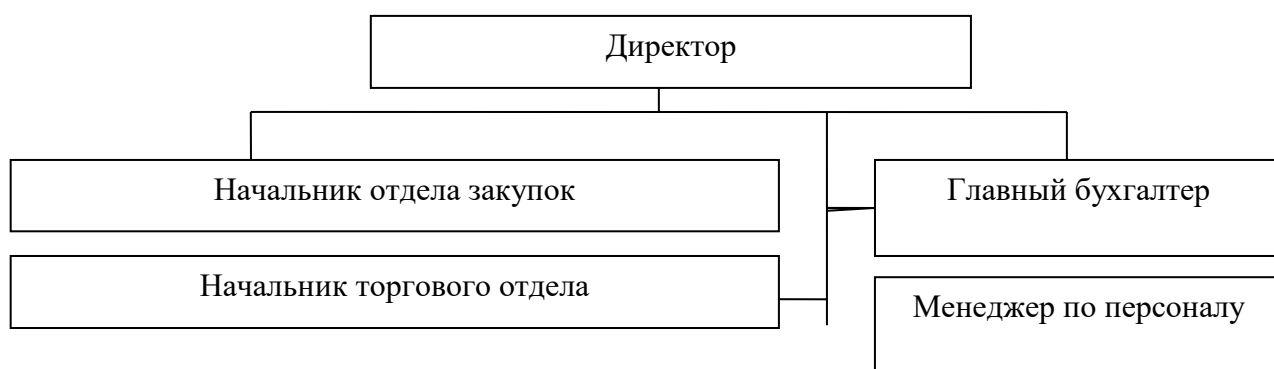 Директор
Начальник отдела закупок
Главный бухгалтер
Начальник торгового отдела
Менеджер по персоналу